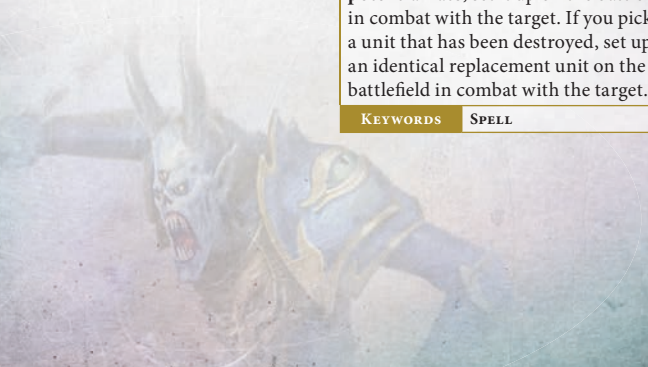 in combat with the target. If you pick
a unit that has been destroyed, set up
an identical replacement unit on the
battlefield in combat with the target.
KEYWORDS SPELL